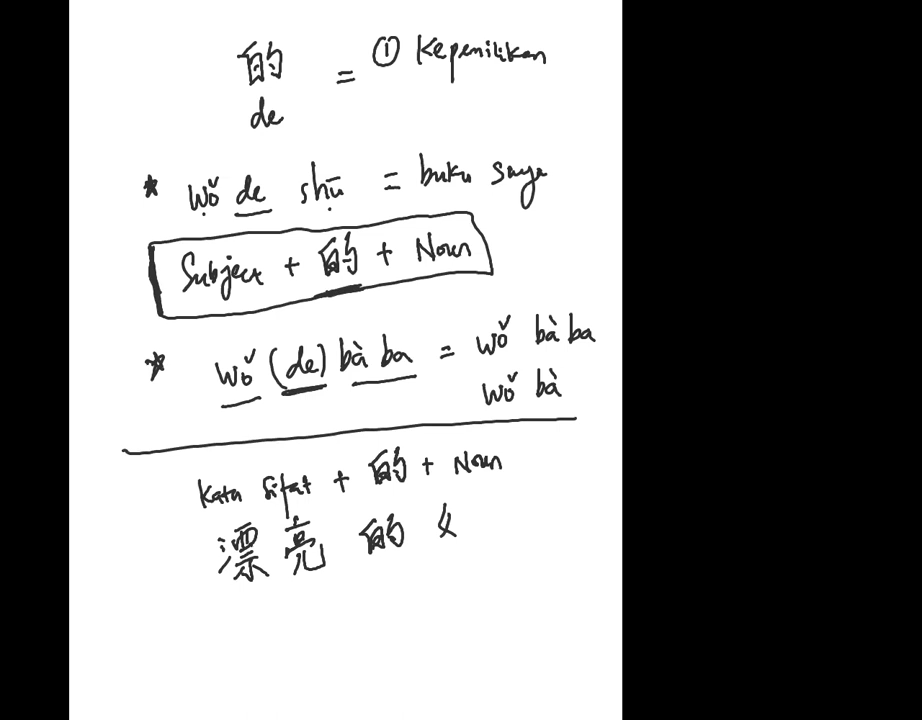 的 = ① Kepemilikan
de
* wǒ de shū = buku saya
Subject + 的 + Noun
* wǒ (de) bà ba = wǒ bà ba
wǒ bà
Kata Sifat + 的 + Noun
漂亮 的